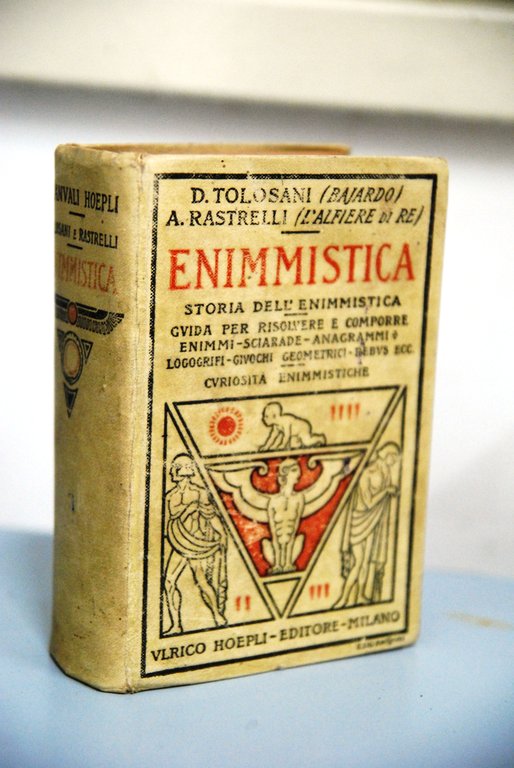 MANVALI HOEPLI
TOLOSANI E RASTRELLI
ENIMMISTICA
D. TOLOSANI (BAJARDO)
A. RASTRELLI (L'ALFIERE DI RE)
ENIMMISTICA
STORIA DELL'ENIMMISTICA
GVIDA PER RISOLVERE E COMPORRE
ENIMMI-SCIARADE-ANAGRAMMI
LOGOGRIFI-GIVOCHI GEOMETRICI-REBVS ECC.
CVRIOSITÀ ENIMMISTICHE
!!!!
!!
!!!
VLRICO HOEPLI-EDITORE-MILANO